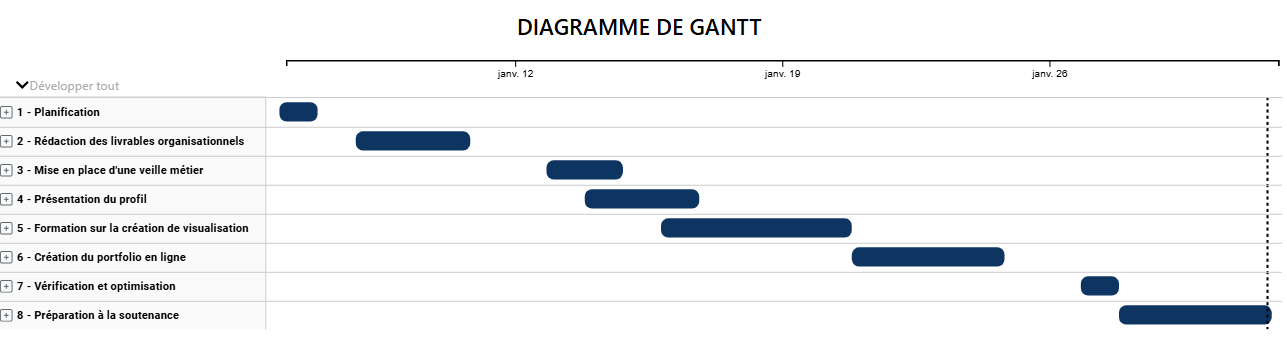 DIAGRAMME DE GANTT
janv. 12 janv. 19 janv. 26
Développer tout
1 - Planification
2 - Rédaction des livrables organisationnels
3 - Mise en place d'une veille métier
4 - Présentation du profil
5 - Formation sur la création de visualisation
6 - Création du portfolio en ligne
7 - Vérification et optimisation
8 - Préparation à la soutenance